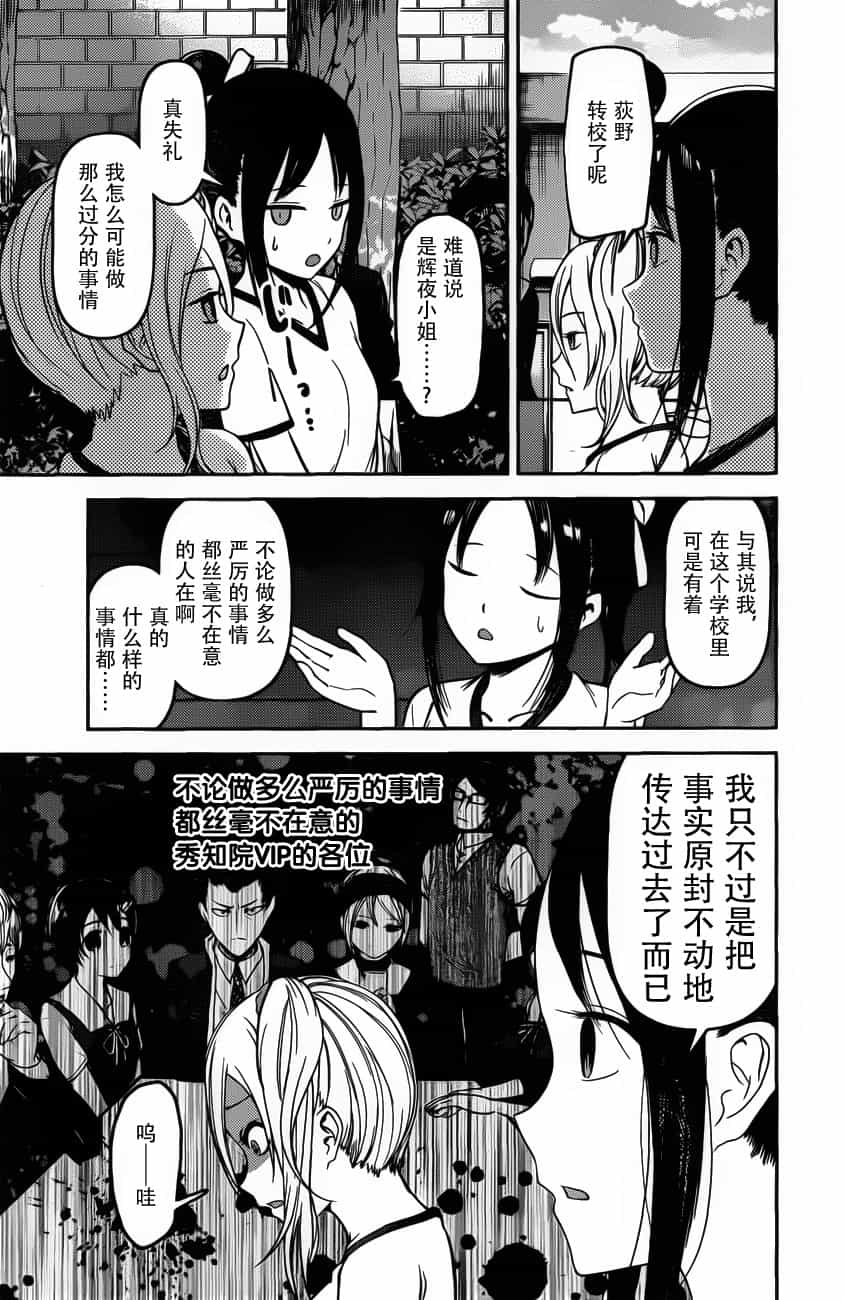 荻野
转校了呢
难道说
是辉夜小姐……?
じーっ…
真失礼
我怎么可能做
那么过分的事情
与其说我,
在这个学校里
可是有着
不论做多么
严厉的事情
都丝毫不在意
的人在啊
真的
什么样的
事情都……
不论做多么严厉的事情
都丝毫不在意的
秀知院VIP的各位
我只不过是把
事实原封不动地
传达过去了而已
呜——哇